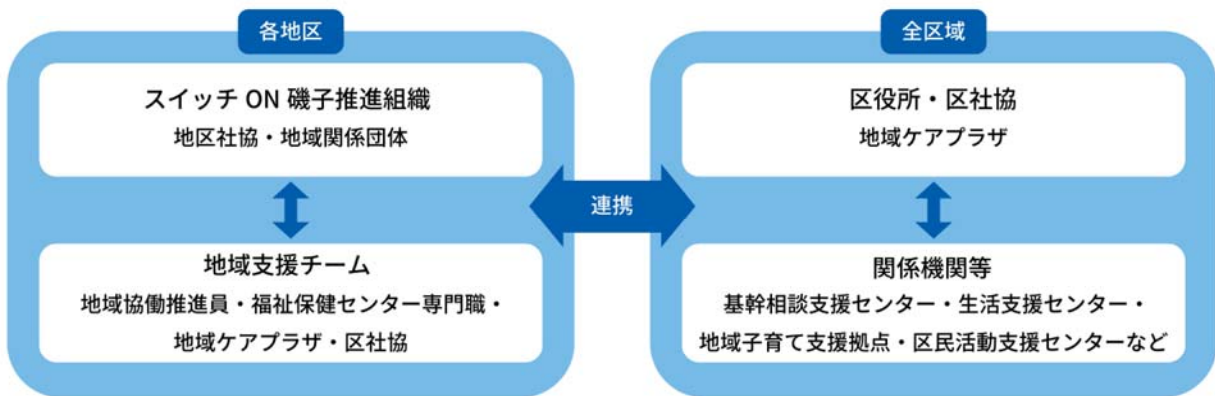 各地区
スイッチ ON 磯子推進組織
地区社協・地域関係団体
地域支援チーム
地域協働推進員・福祉保健センター専門職・
地域ケアプラザ・区社協
連携
全区域
区役所・区社協
地域ケアプラザ
関係機関等
基幹相談支援センター・生活支援センター・
地域子育て支援拠点・区民活動支援センターなど